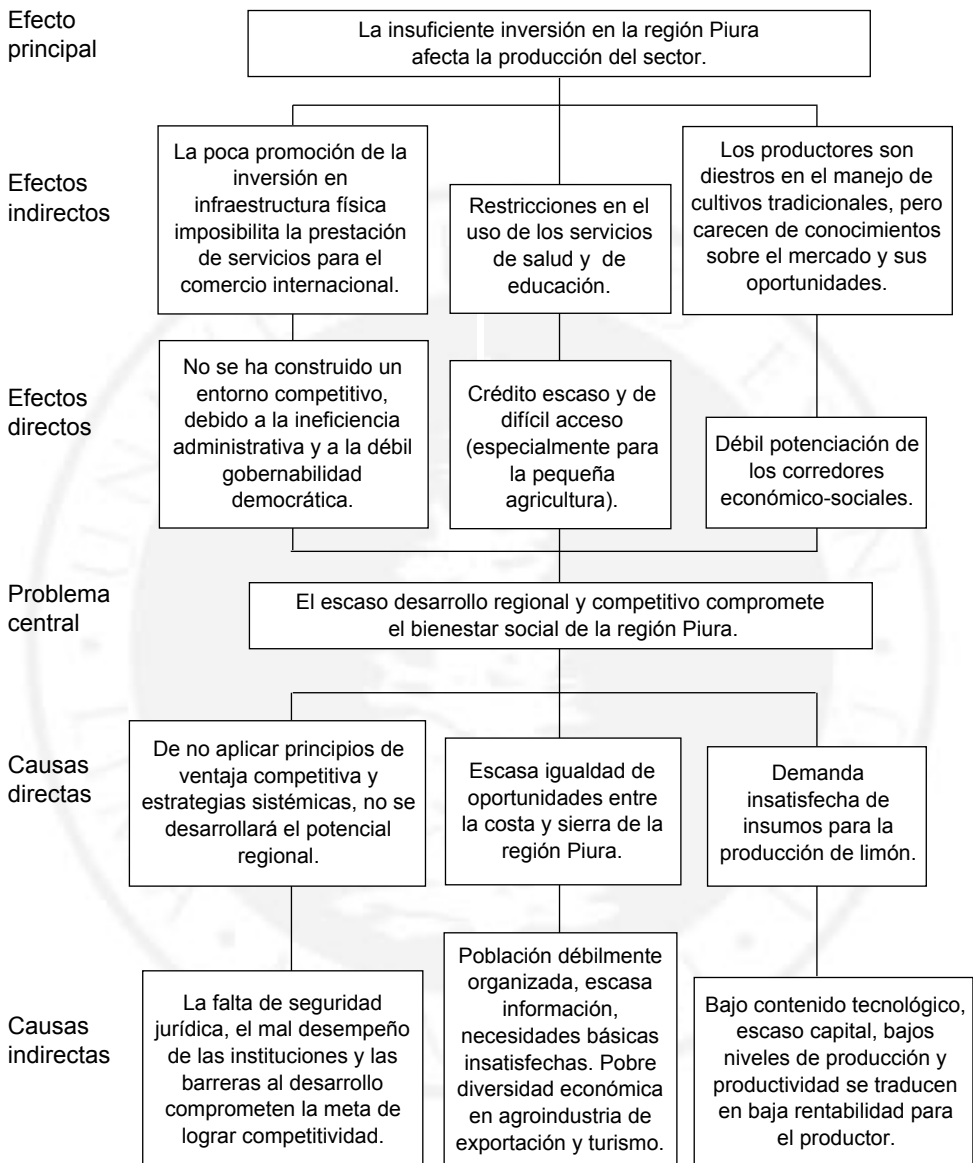 Efecto
principal
La insuficiente inversión en la región Piura
afecta la producción del sector.
Efectos
indirectos
La poca promoción de la
inversión en
infraestructura física
imposibilita la prestación
de servicios para el
comercio internacional.
Restricciones en el
uso de los servicios
de salud y de
educación.
Los productores son
diestros en el manejo de
cultivos tradicionales, pero
carecen de conocimientos
sobre el mercado y sus
oportunidades.
Efectos
directos
No se ha construido un
entorno competitivo,
debido a la ineficiencia
administrativa y a la débil
gobernabilidad
democrática.
Crédito escaso y de
difícil acceso
(especialmente para
la pequeña
agricultura).
Débil potenciación de
los corredores
económico-sociales.
Problema
central
El escaso desarrollo regional y competitivo compromete
el bienestar social de la región Piura.
Causas
directas
De no aplicar principios de
ventaja competitiva y
estrategias sistémicas, no se
desarrollará el potencial
regional.
Escasa igualdad de
oportunidades entre
la costa y sierra de la
región Piura.
Demanda
insatisfecha de
insumos para la
producción de limón.
Causas
indirectas
La falta de seguridad
jurídica, el mal desempeño
de las instituciones y las
barreras al desarrollo
comprometen la meta de
lograr competitividad.
Población débilmente
organizada, escasa
información,
necesidades básicas
insatisfechas. Pobre
diversidad económica
en agroindustria de
exportación y turismo.
Bajo contenido tecnológico,
escaso capital, bajos
niveles de producción y
productividad se traducen
en baja rentabilidad para
el productor.